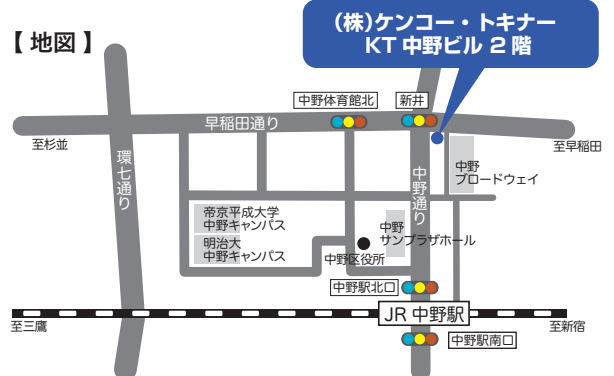 【 地図 】
(株)ケンコー・トキナー
KT 中野ビル 2 階
中野体育館北
新井
早稲田通り
至杉並
至早稲田
環七通り
中野通り
中野
ブロードウェイ
帝京平成大学
中野キャンパス
明治大
中野キャンパス
中野
サンプラザホール
中野区役所
中野駅北口
JR 中野駅
至三鷹
至新宿
中野駅南口